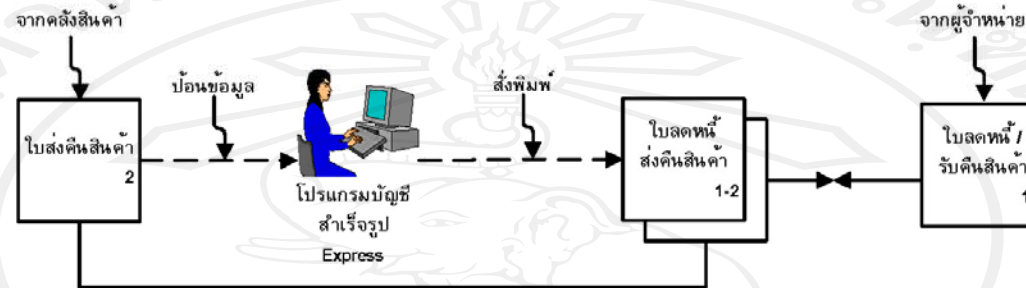 จากคลังสินค้า
จากผู้จำหน่าย
ป้อนข้อมูล
สั่งพิมพ์
ใบส่งคืนสินค้า
2
โปรแกรมบัญชี
สำเร็จรูป
Express
ใบลดหนี้
ส่งคืนสินค้า
1-2
ใบลดหนี้ /
รับคืนสินค้า
1